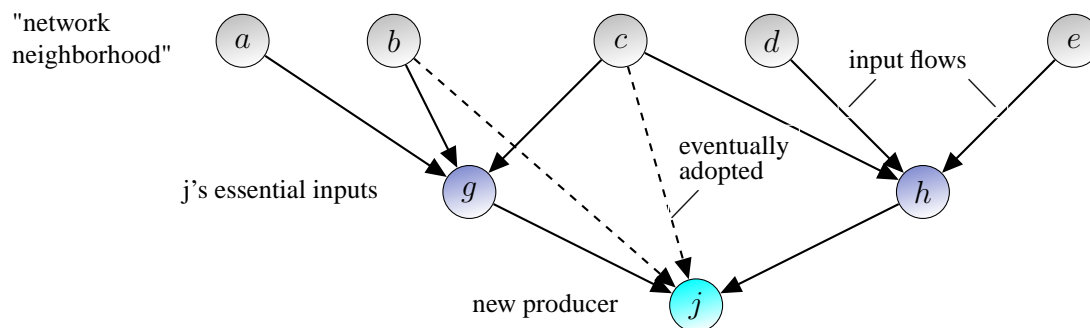 "network
neighborhood"
a b c d e
input flows
eventually
adopted
j's essential inputs
g h
new producer
j